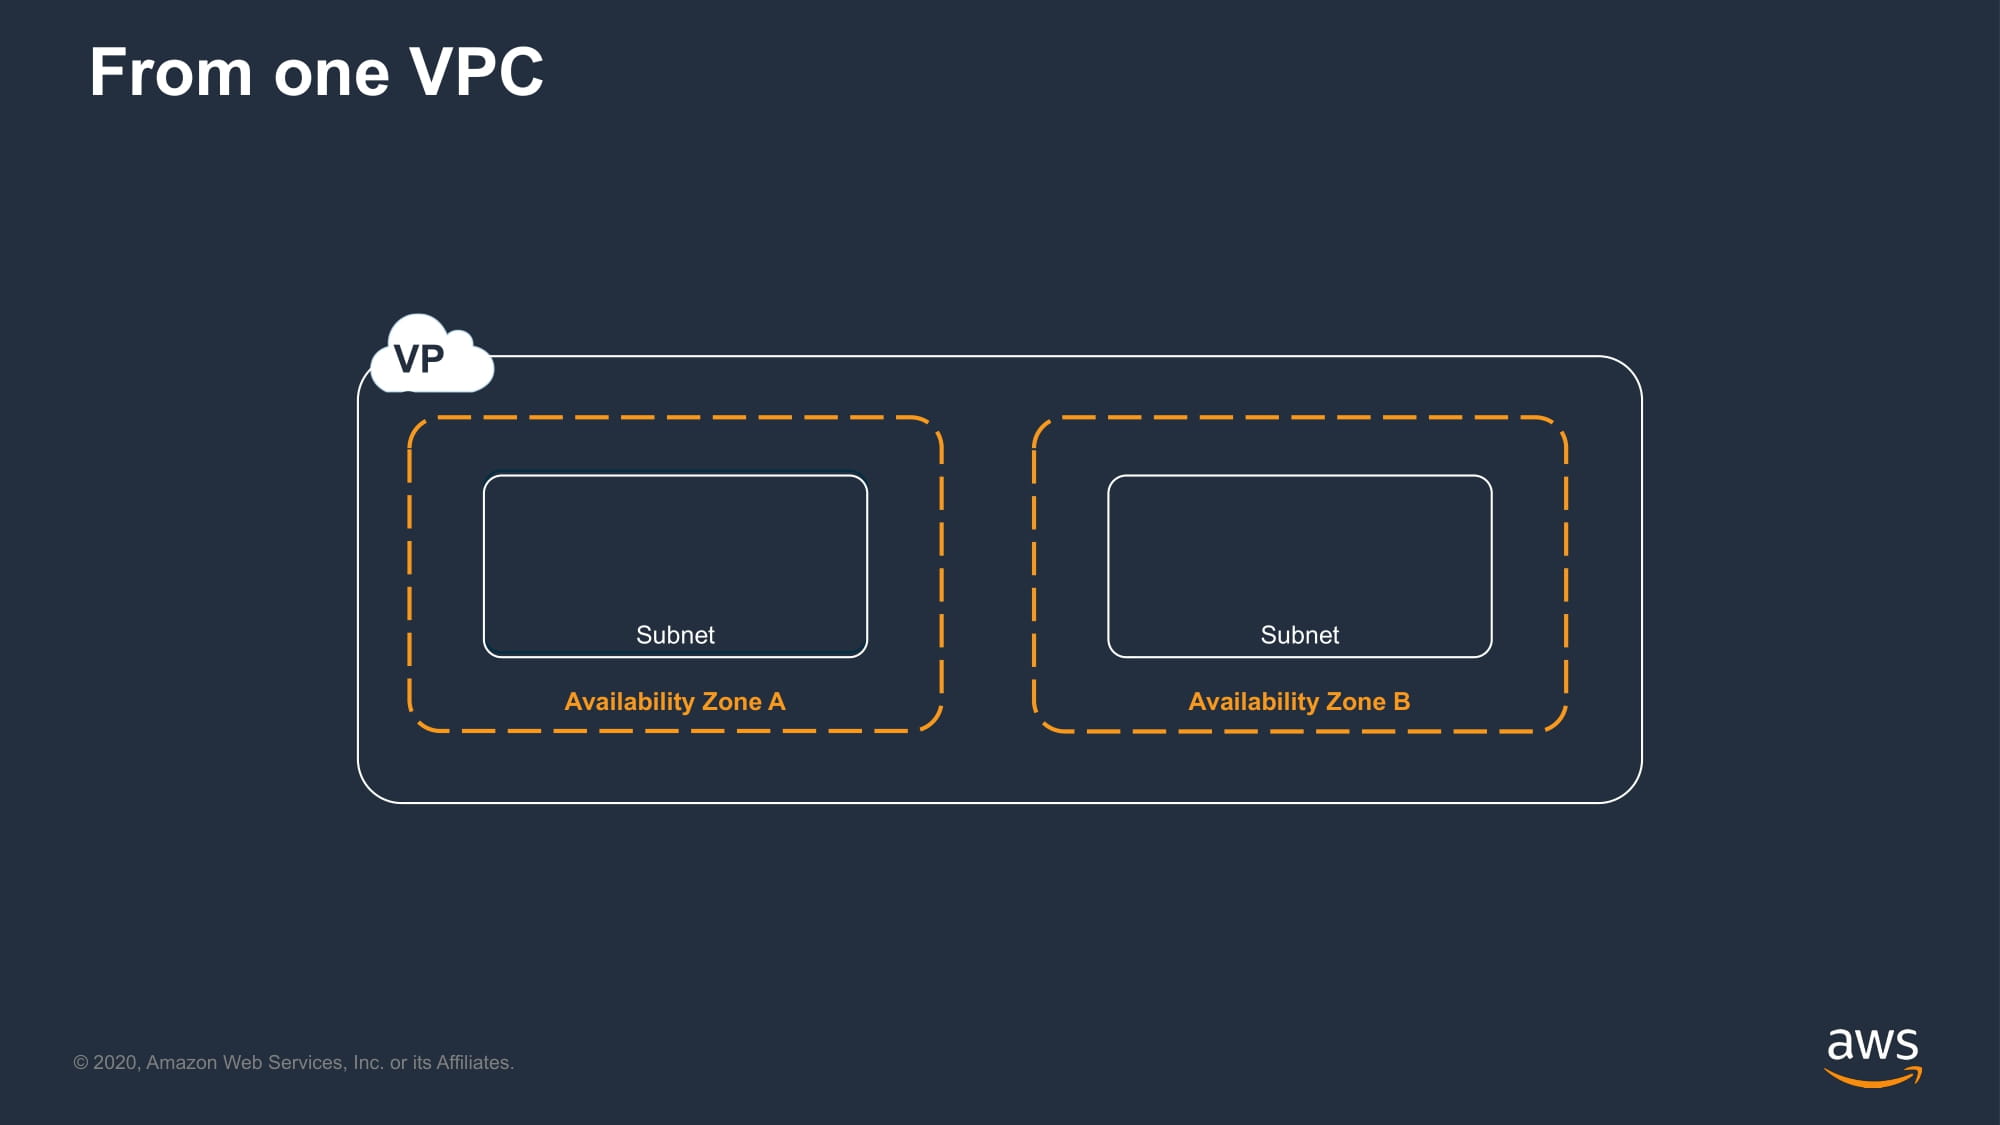 From one VPC
VP
Subnet
Subnet
Availability Zone A
Availability Zone B
© 2020, Amazon Web Services, Inc. or its Affiliates.
aws